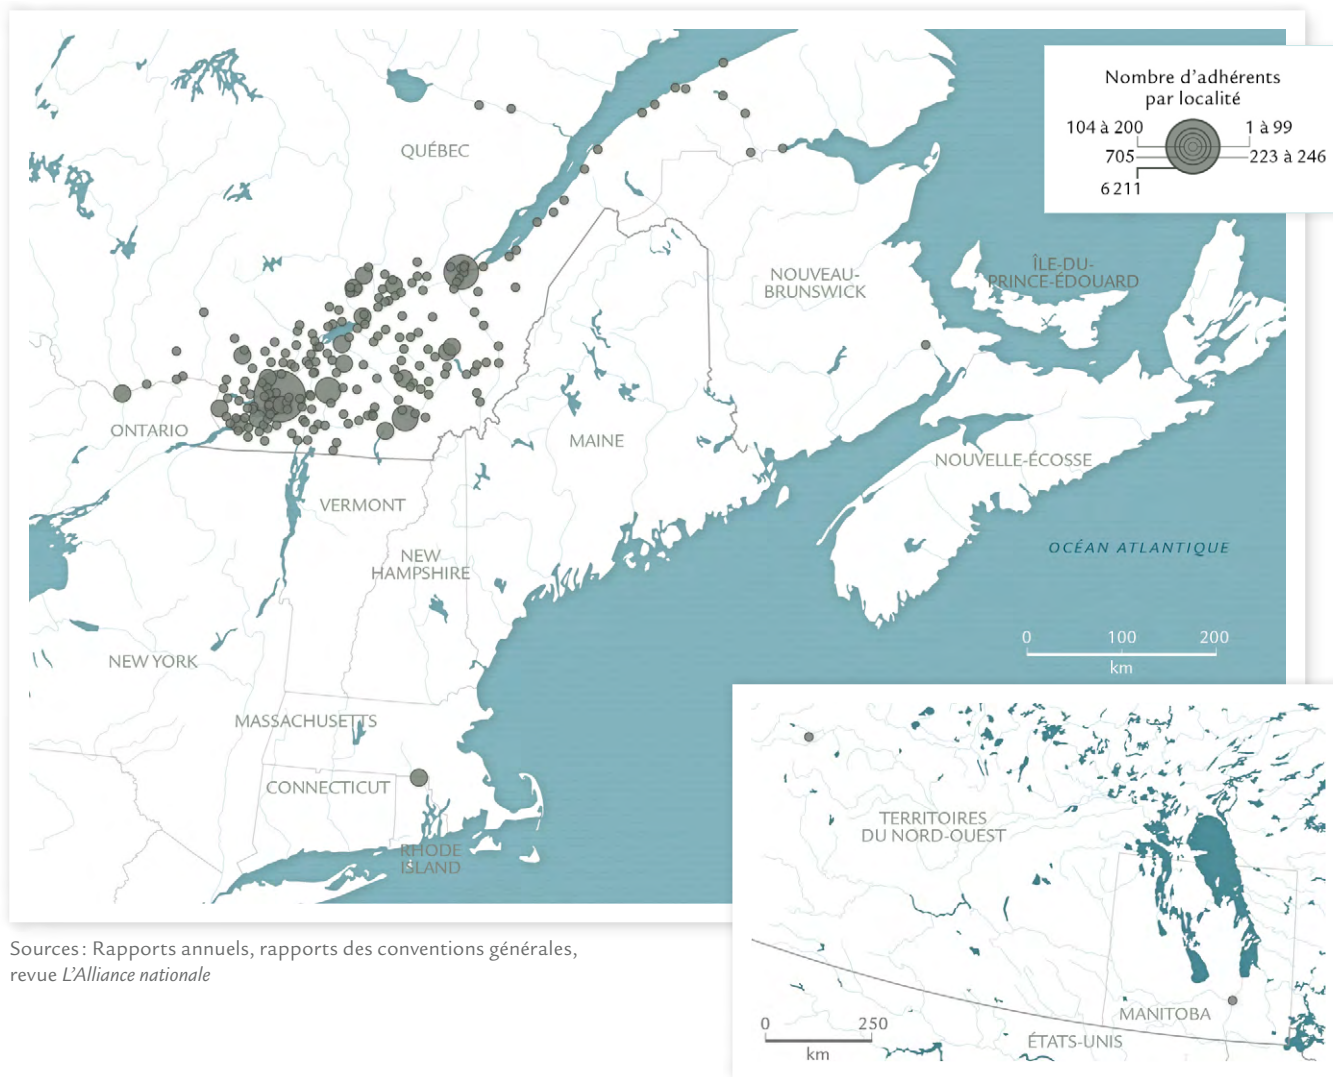 Nombre d'adhérents
par localité
104 à 200
1 à 99
705
223 à 246
6 211
QUÉBEC
NOUVEAU-
BRUNSWICK
ÎLE-DU-
PRINCE-ÉDOUARD
ONTARIO
MAINE
NOUVELLE-ÉCOSSE
VERMONT
NEW
HAMPSHIRE
OCÉAN ATLANTIQUE
0 100 200
km
NEW YORK
MASSACHUSETTS
CONNECTICUT
RHODE
ISLAND
TERRITOIRES
DU NORD-OUEST
MANITOBA
ÉTATS-UNIS
0 250
km
Sources : Rapports annuels, rapports des conventions générales,
revue L'Alliance nationale